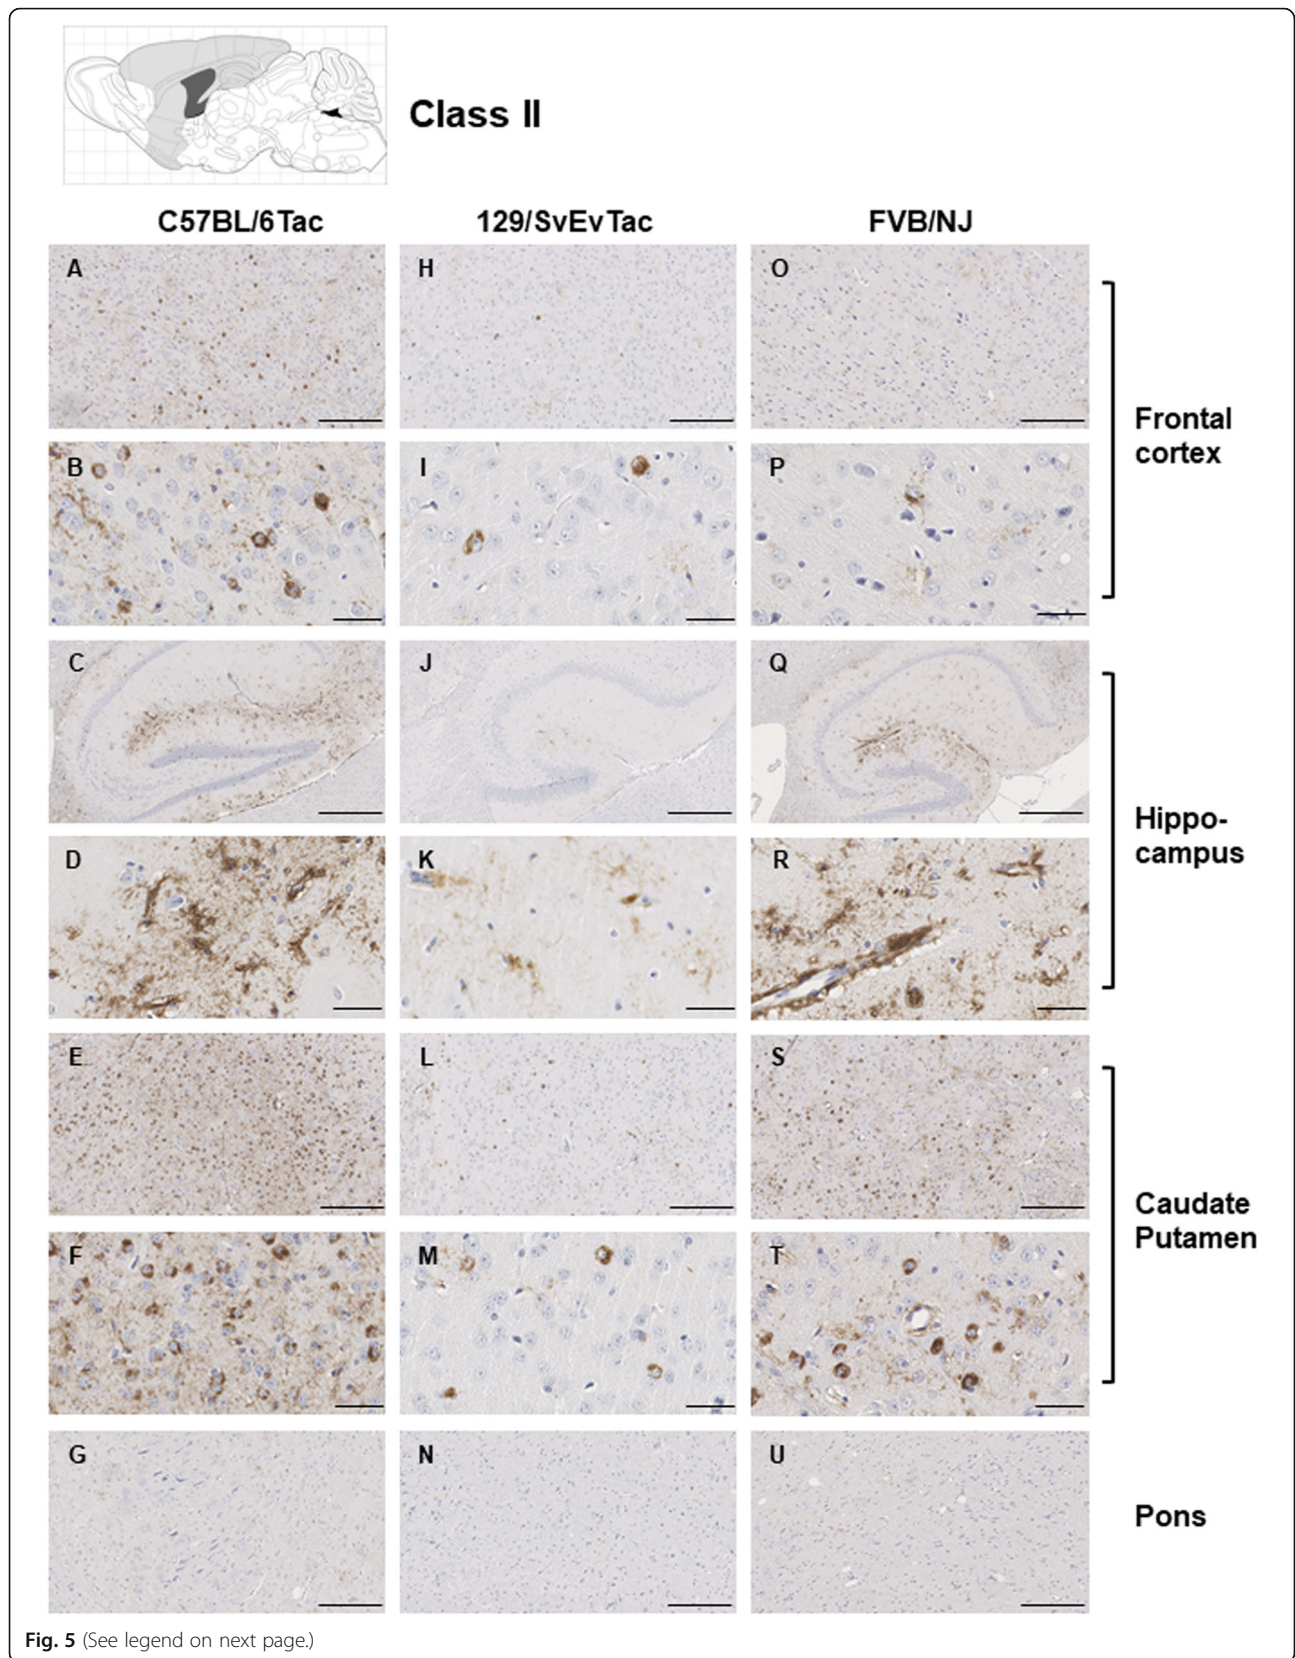 Class II
C57BL/6Tac
129/SvEvTac
FVB/NJ
A
H
O
Frontal
cortex
B
I
P
C
J
Q
Hippo-
campus
D
K
R
E
L
S
Caudate
Putamen
F
M
T
G
N
U
Pons
Fig. 5 (See legend on next page.)